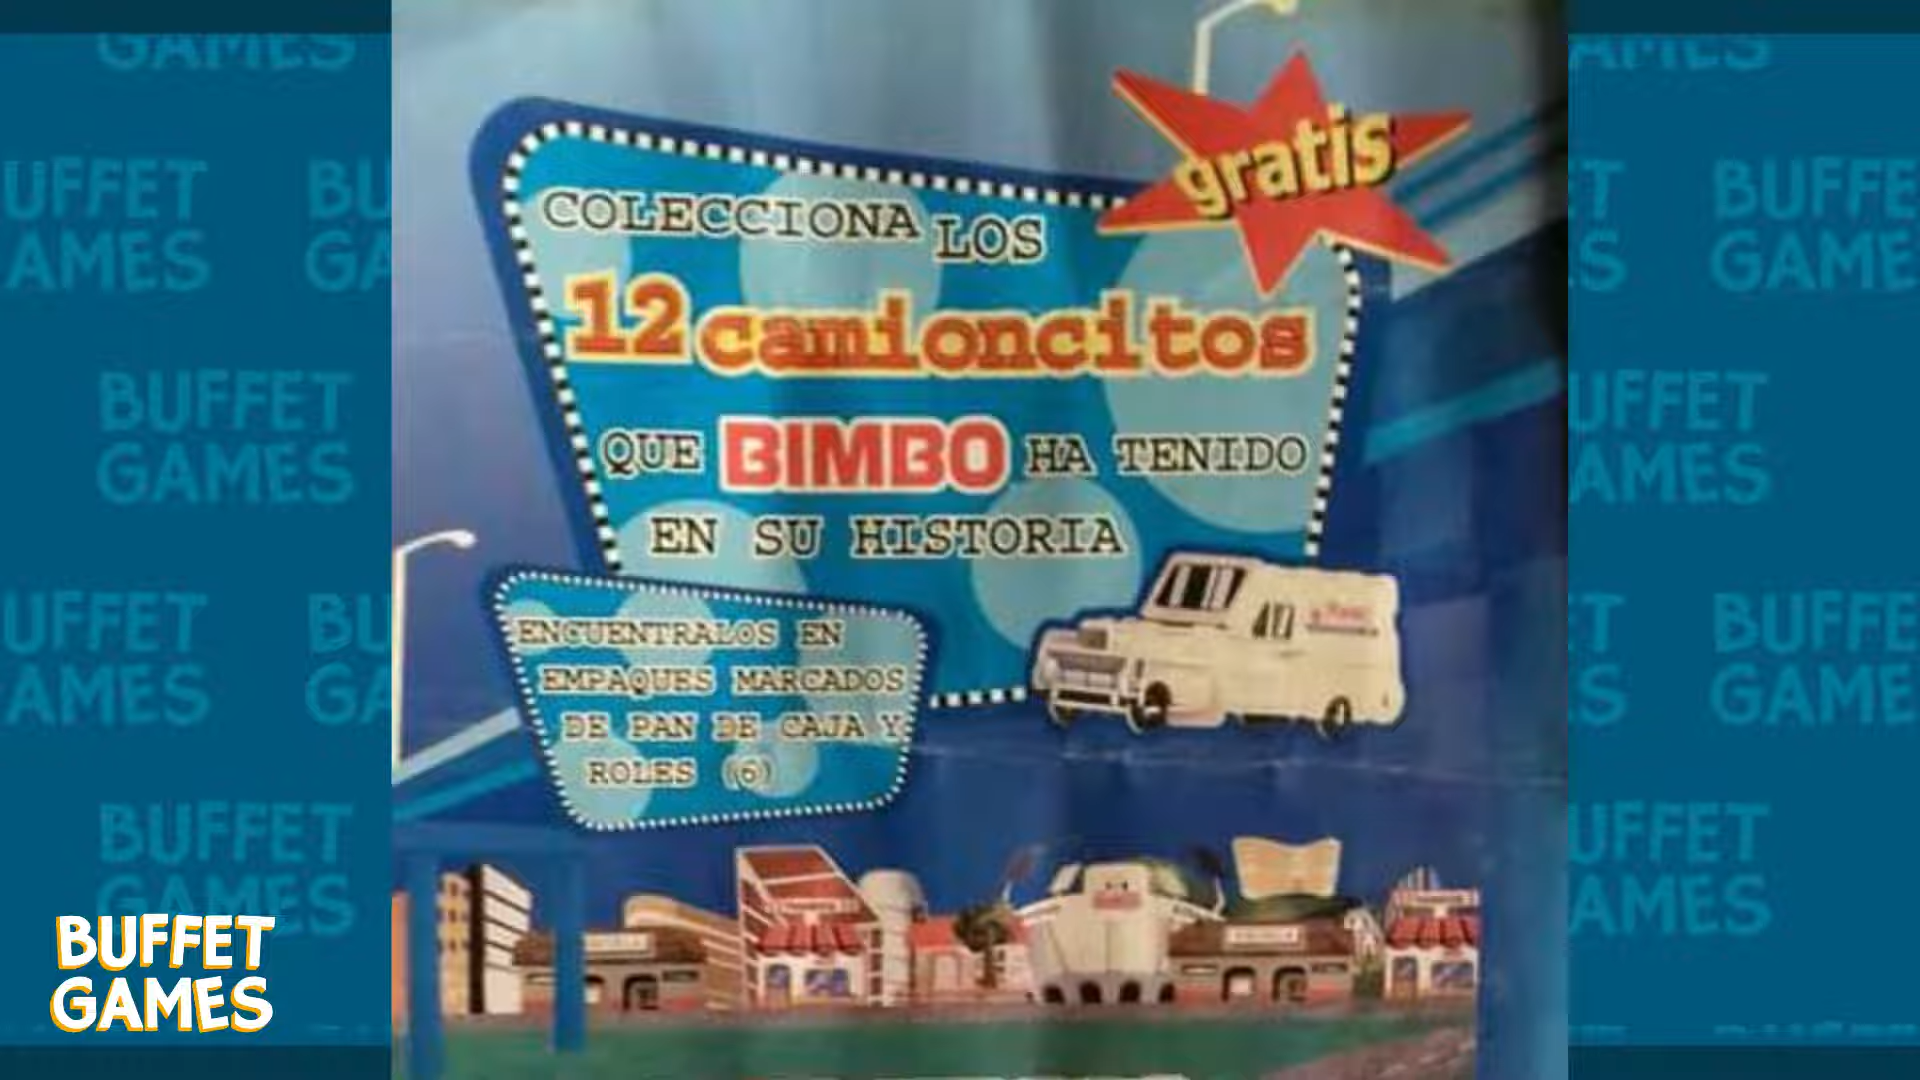 gratis
COLECCIONA LOS
12 camioncitos
QUE BIMBO HA TENIDO
EN SU HISTORIA
ENCUENTRALOS EN
EMPAQUES MARCADOS
DE PAN DE CAJA Y
ROLES (6)
BUFFET
GAMES